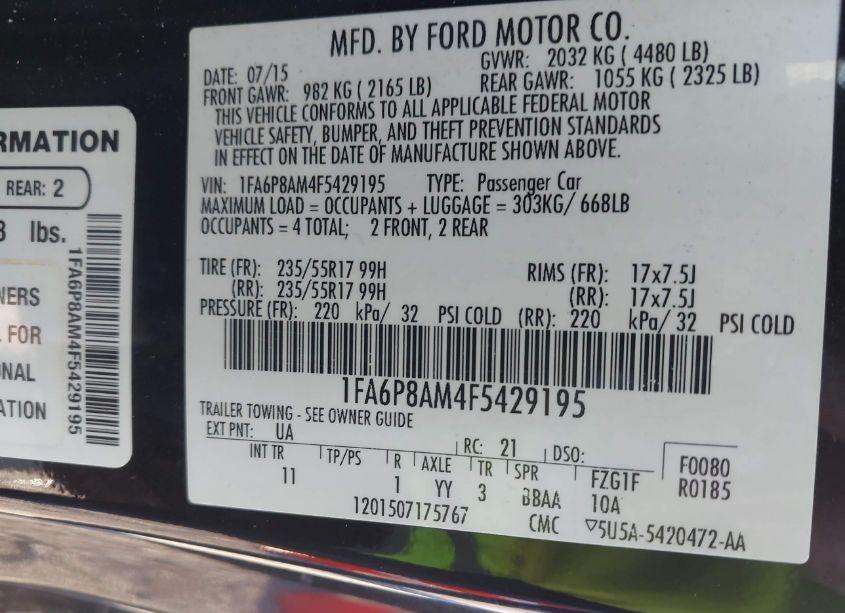 MFD. BY FORD MOTOR CO.
DATE: 07/15
GVWR: 2032 KG ( 4480 LB)
FRONT GAWR: 982 KG ( 2165 LB)
REAR GAWR: 1055 KG ( 2325 LB)
THIS VEHICLE CONFORMS TO ALL APPLICABLE FEDERAL MOTOR
VEHICLE SAFETY, BUMPER, AND THEFT PREVENTION STANDARDS
IN EFFECT ON THE DATE OF MANUFACTURE SHOWN ABOVE.
VIN: 1FA6P8AM4F5429195 TYPE: Passenger Car
MAXIMUM LOAD = OCCUPANTS + LUGGAGE = 303KG/ 668LB
OCCUPANTS = 4 TOTAL; 2 FRONT, 2 REAR
TIRE (FR): 235/55R17 99H RIMS (FR): 17x7.5J
(RR): 235/55R17 99H (RR): 17x7.5J
PRESSURE (FR): 220 kPa/ 32 PSI COLD (RR): 220 kPa/ 32 PSI COLD
1FA6P8AM4F5429195
TRAILER TOWING - SEE OWNER GUIDE
EXT PNT: UA RC: 21 DSO:
INT TR TP/PS R AXLE TR SPR FZG1F F0080
11 1 YY 3 BBAA 10A R0185
1201507175767 CMC ▽5U5A-5420472-AA
RMATION
REAR: 2
lbs.
1FA6P8AM4F5429195
NERS
FOR
ONAL
ATION